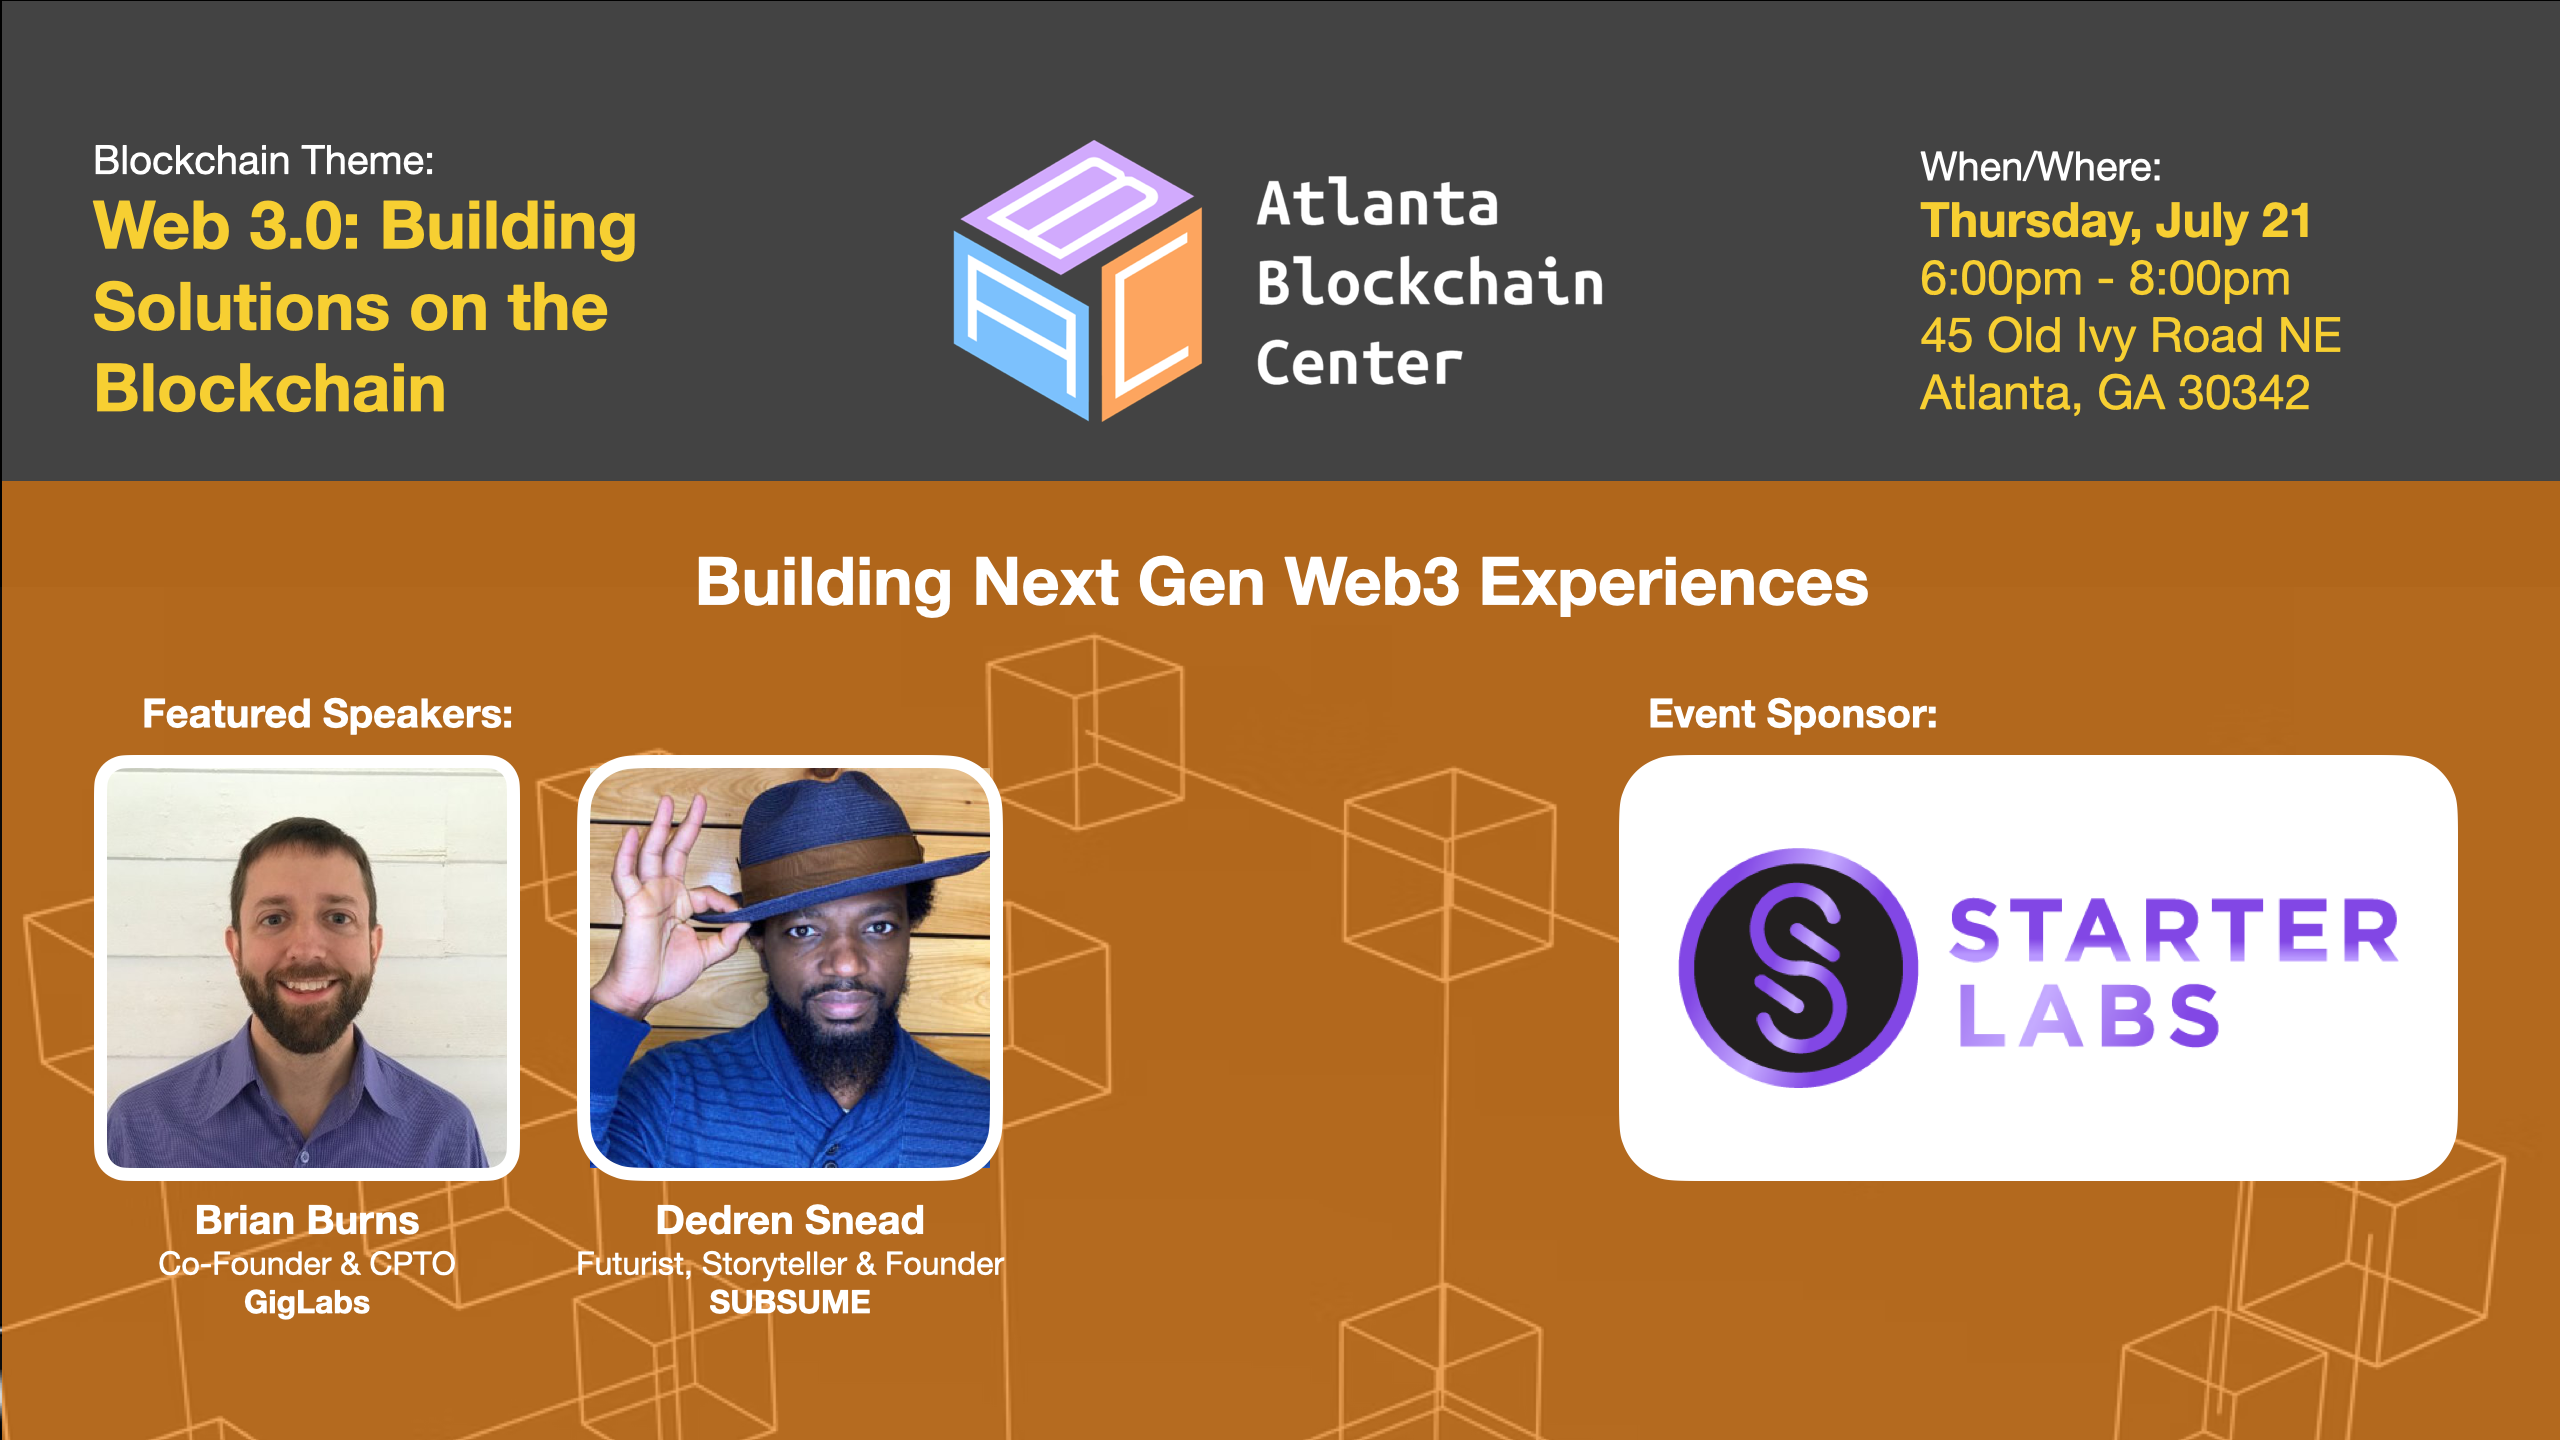 Blockchain Theme:
Web 3.0: Building
Solutions on the
Blockchain
A
B
C
Atlanta
Blockchain
Center
When/Where:
Thursday, July 21
6:00pm - 8:00pm
45 Old Ivy Road NE
Atlanta, GA 30342
Building Next Gen Web3 Experiences
Featured Speakers:
Brian Burns
Co-Founder & CPTO
GigLabs
Dedren Snead
Futurist, Storyteller & Founder
SUBSUME
Event Sponsor:
S
STARTER
LABS